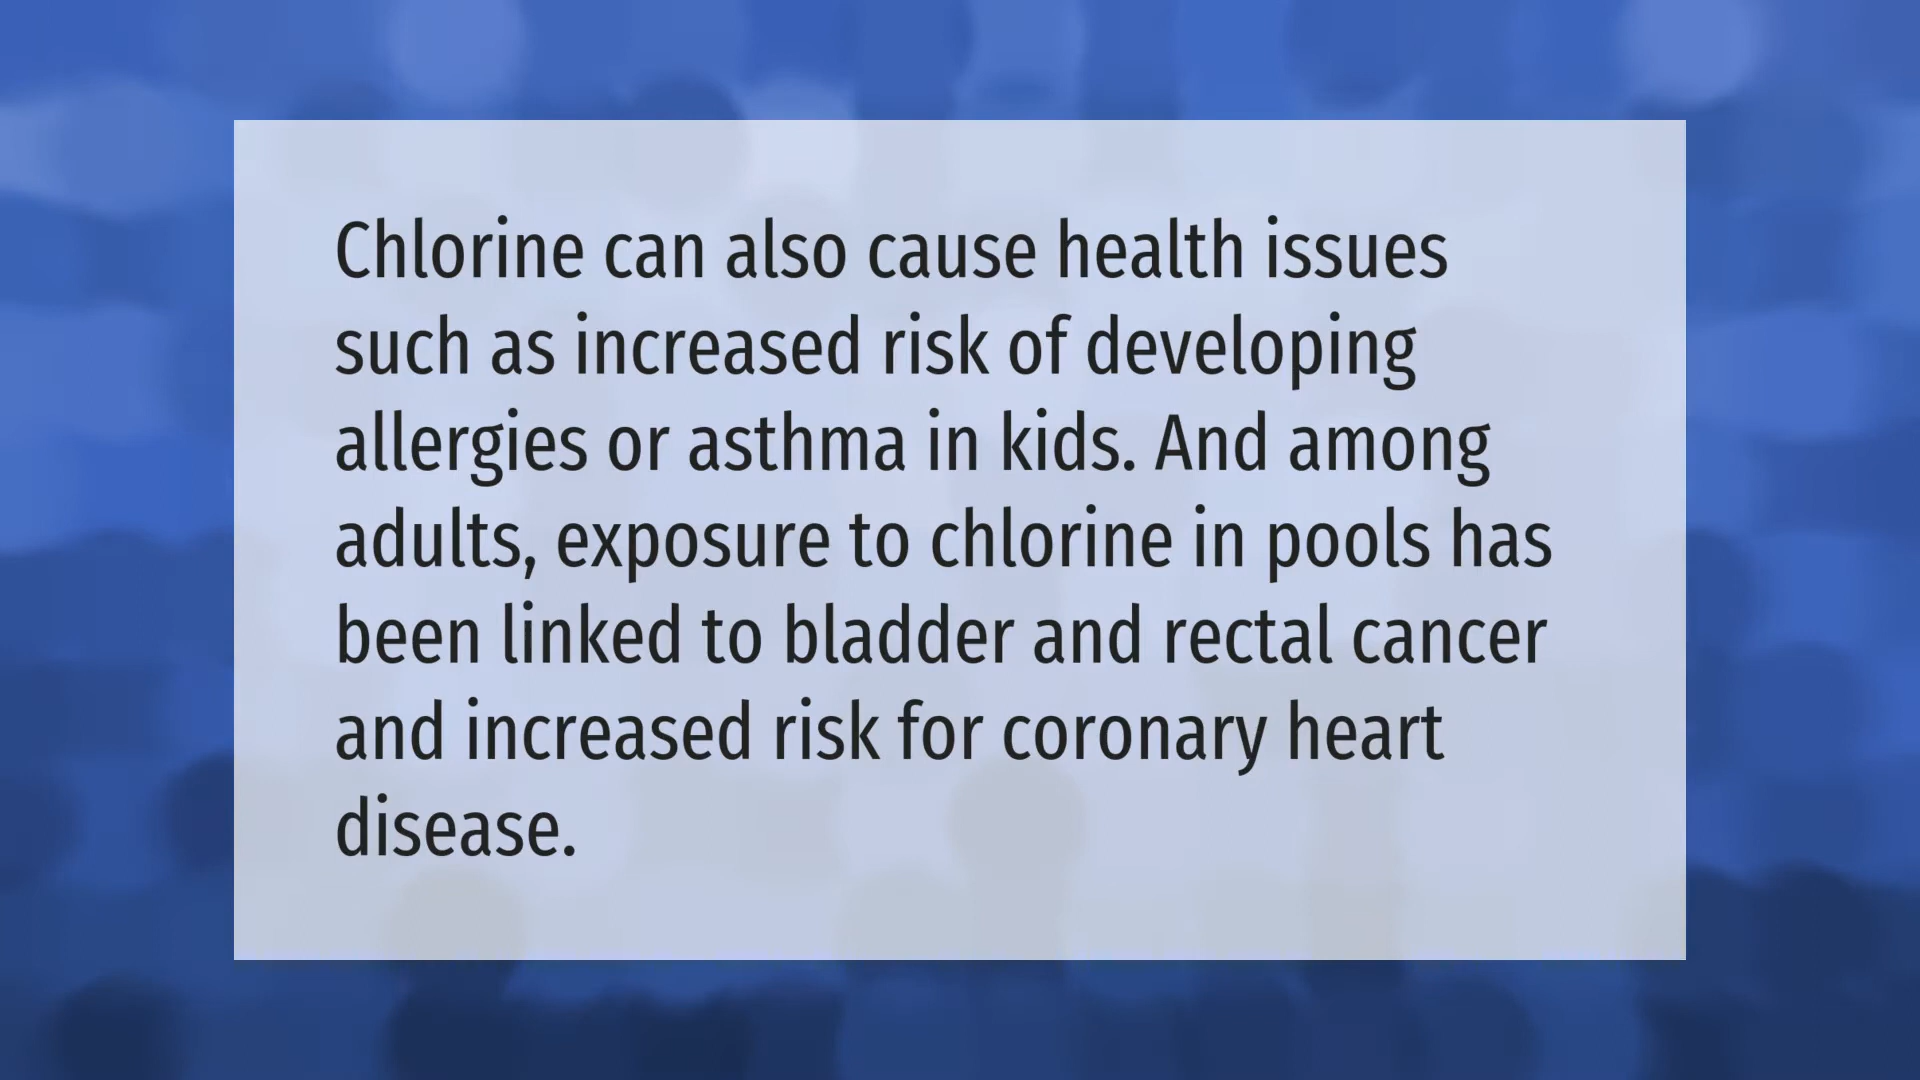 Chlorine can also cause health issues
such as increased risk of developing
allergies or asthma in kids. And among
adults, exposure to chlorine in pools has
been linked to bladder and rectal cancer
and increased risk for coronary heart
disease.